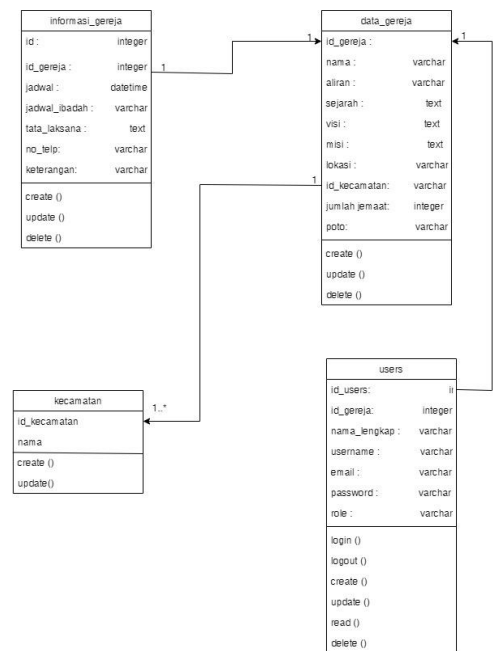 informasi_gereja
id : integer
id_gereja : integer
jadwal : datetime
jadwal_ibadah : varchar
tata_laksana : text
no_telp: varchar
keterangan: varchar
create ()
update ()
delete ()
1
1
data_gereja
id_gereja :
nama : varchar
aliran : varchar
sejarah : text
visi : text
misi : text
lokasi : varchar
id_kecamatan: varchar
jumlah jemaat: integer
poto: varchar
create ()
update ()
delete ()
1
1
1..*
kecamatan
id_kecamatan
nama
create ()
update()
users
id_users:
id_gereja: integer
nama_lengkap : varchar
username : varchar
email : varchar
password : varchar
role : varchar
login ()
logout ()
create ()
update ()
read ()
delete ()